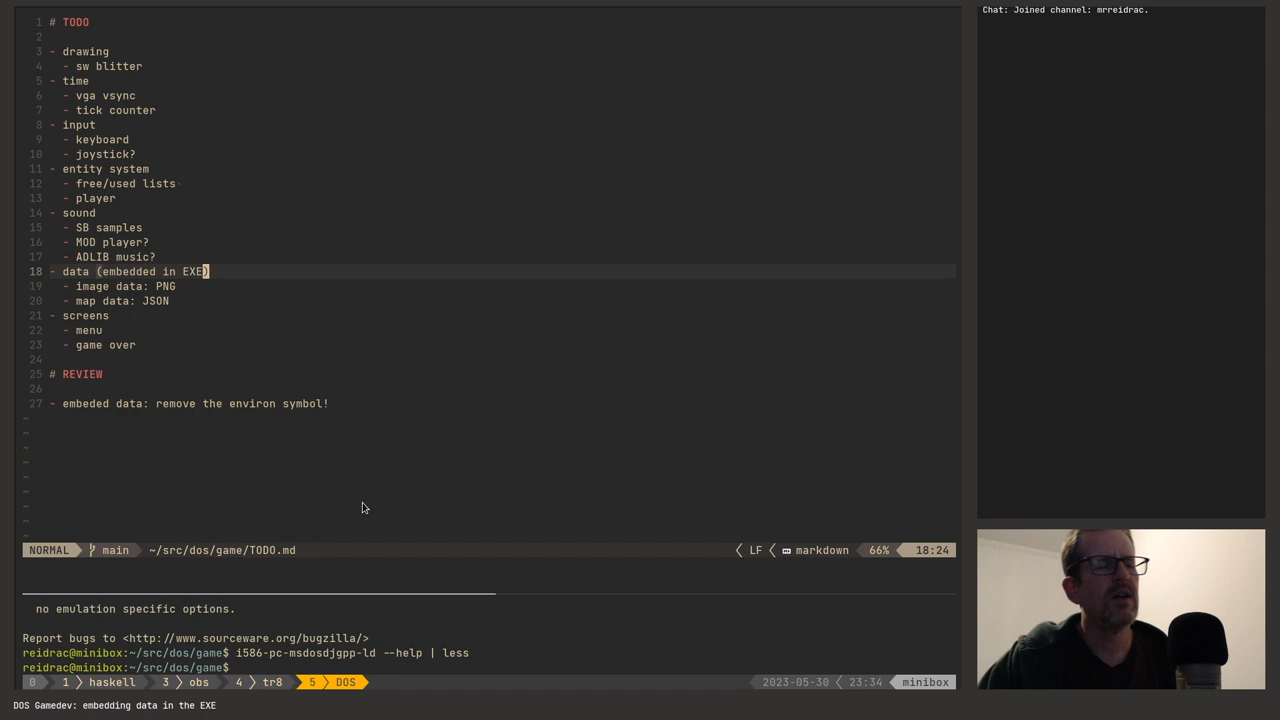 Chat: Joined channel: mrreidrac.
1 # TODO
2
3 - drawing
4 - sw blitter
5 - time
6 - vga vsync
7 - tick counter
8 - input
9 - keyboard
10 - joystick?
11 - entity system
12 - free/used lists
13 - player
14 - sound
15 - SB samples
16 - MOD player?
17 - ADLIB music?
18 - data (embedded in EXE)
19 - image data: PNG
20 - map data: JSON
21 - screens
22 - menu
23 - game over
24
25 # REVIEW
26
27 - embeded data: remove the environ symbol!
~
~
~
~
~
~
~
~
~
NORMAL main ~/src/dos/game/TODO.md LF markdown 66% 18:24
no emulation specific options.
Report bugs to <http://www.sourceware.org/bugzilla/>
reidrac@minibox:~/src/dos/game$ i586-pc-msdosdjgpp-ld --help | less
reidrac@minibox:~/src/dos/game$
0 1 haskell 3 obs 4 tr8 5 DOS 2023-05-30 23:34 minibox
DOS Gamedev: embedding data in the EXE